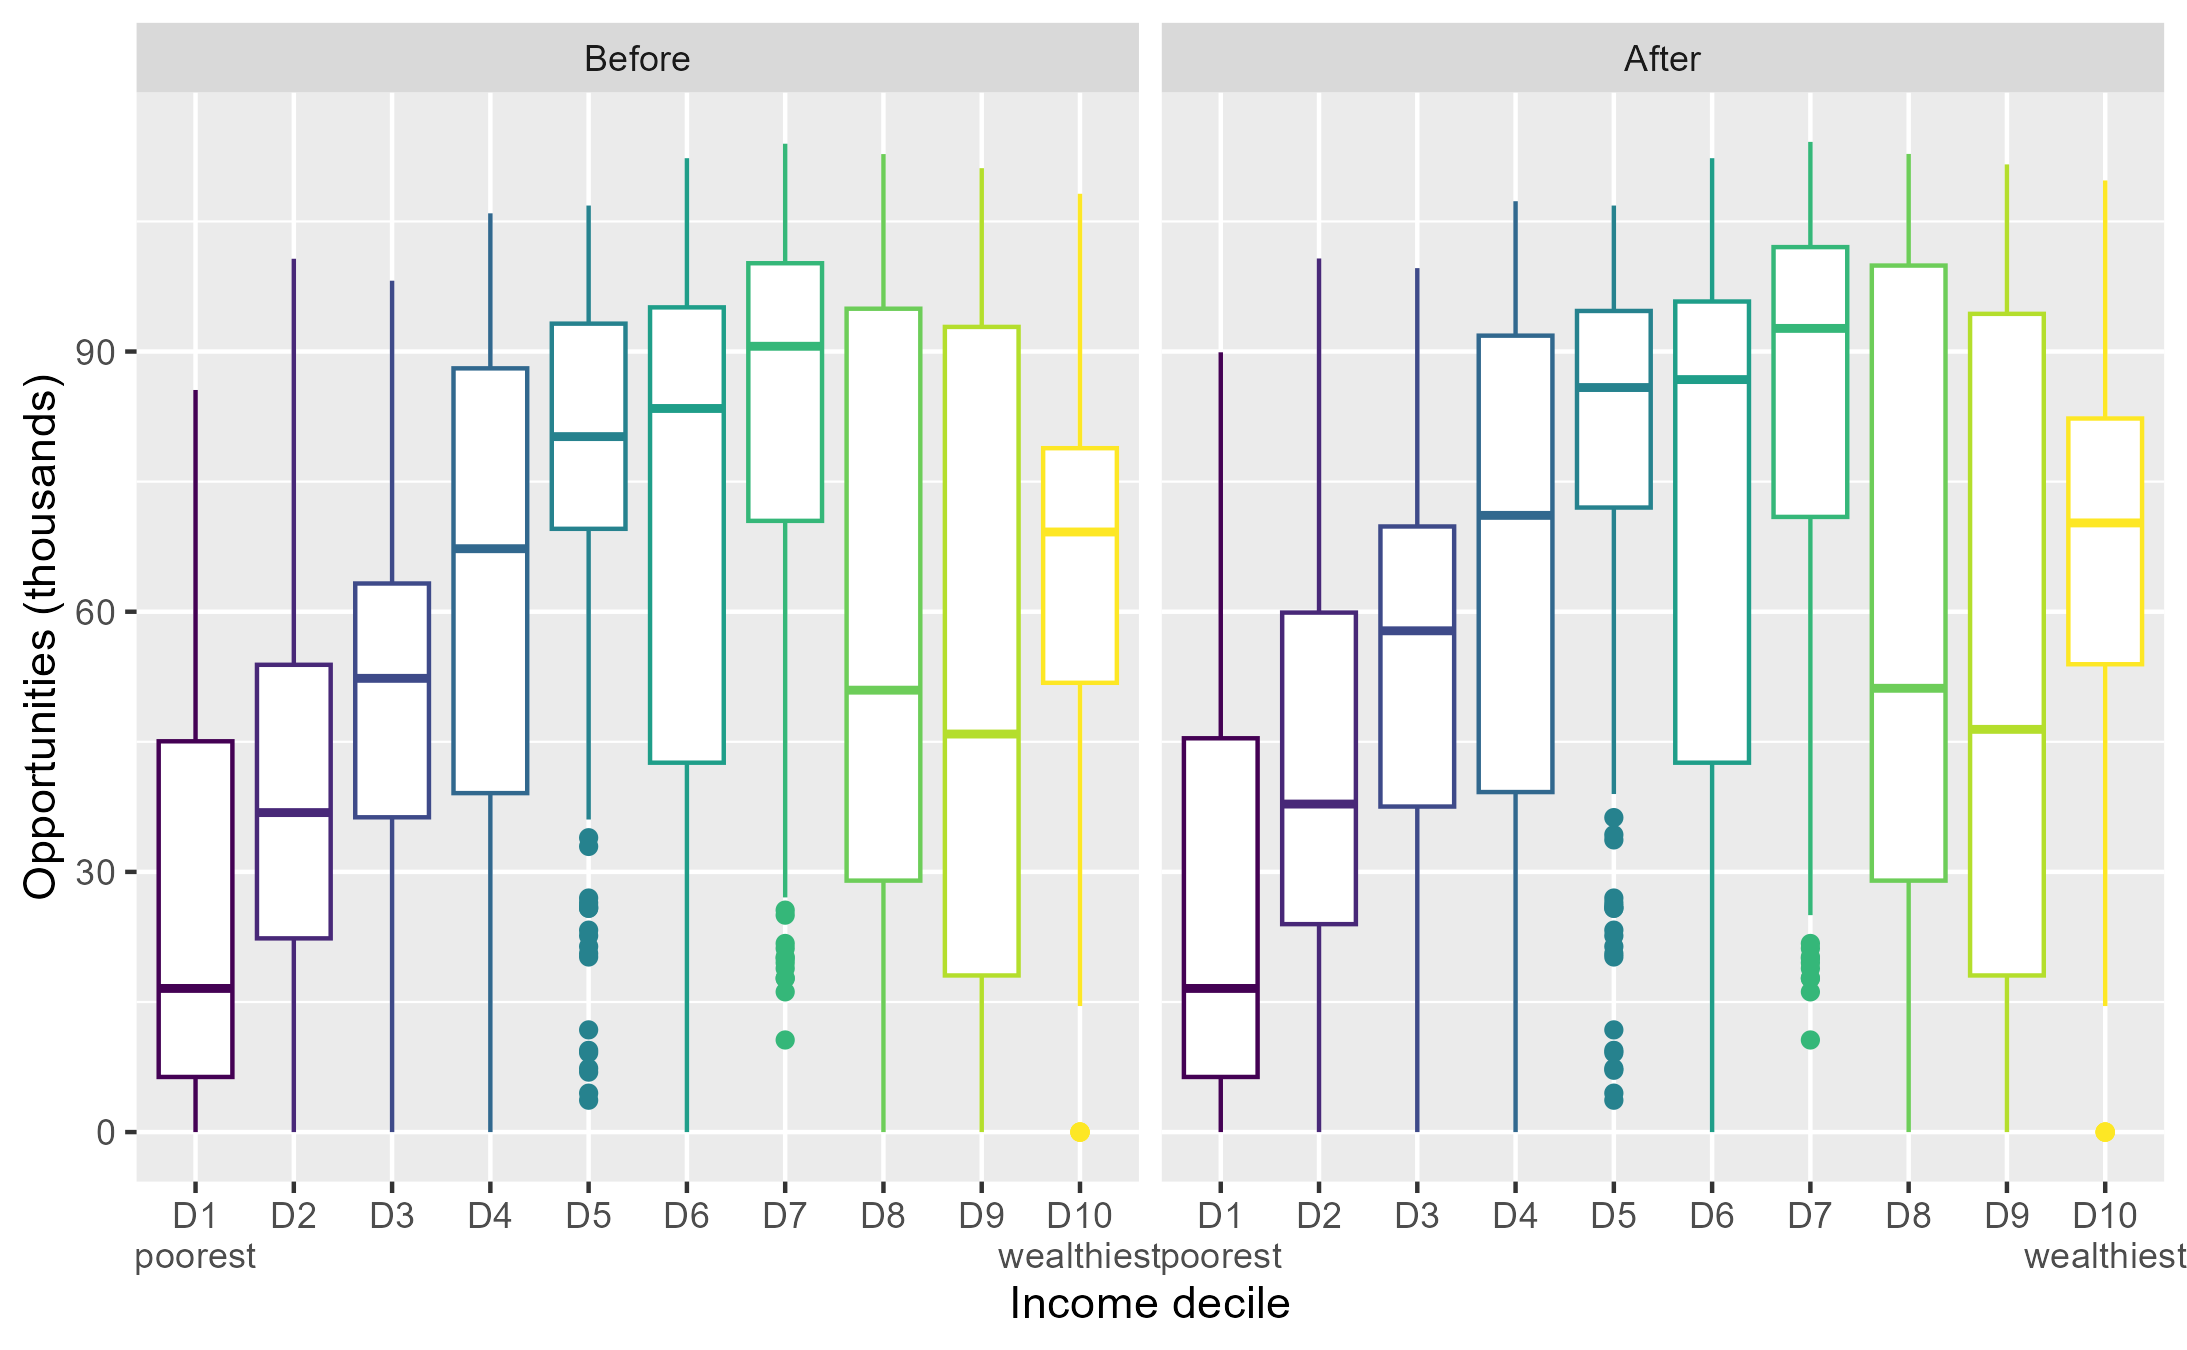 Before
After
Opportunities (thousands)
90
60
30
0
D1 D2 D3 D4 D5 D6 D7 D8 D9 D10
poorest wealthiest
D1 D2 D3 D4 D5 D6 D7 D8 D9 D10
poorest wealthiest
Income decile